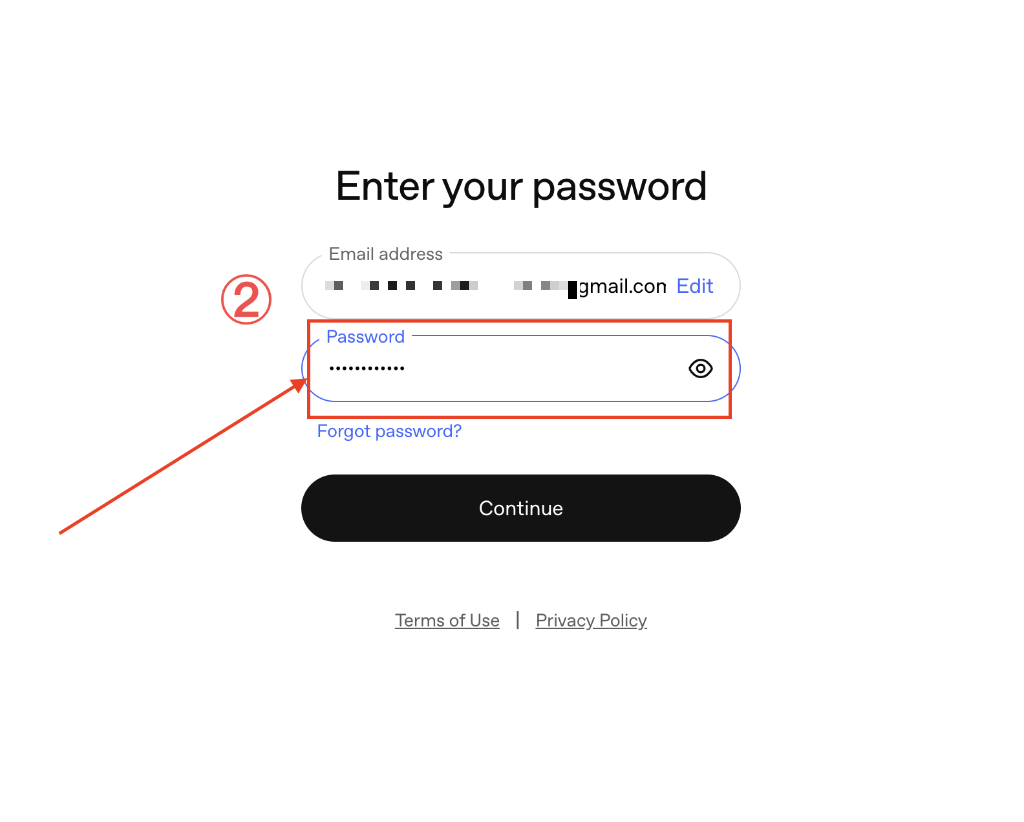 Enter your password
Email address
gmail.con Edit
②
Password
••••••••••••
Forgot password?
Continue
Terms of Use | Privacy Policy